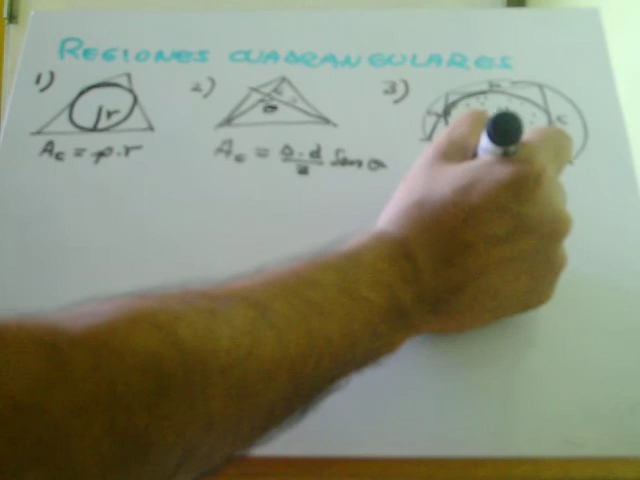 REGIONES CUADRANGULARES
1) 2) 3)
r θ b c
Ac = p.r
Ac = D.d/2 Sen α